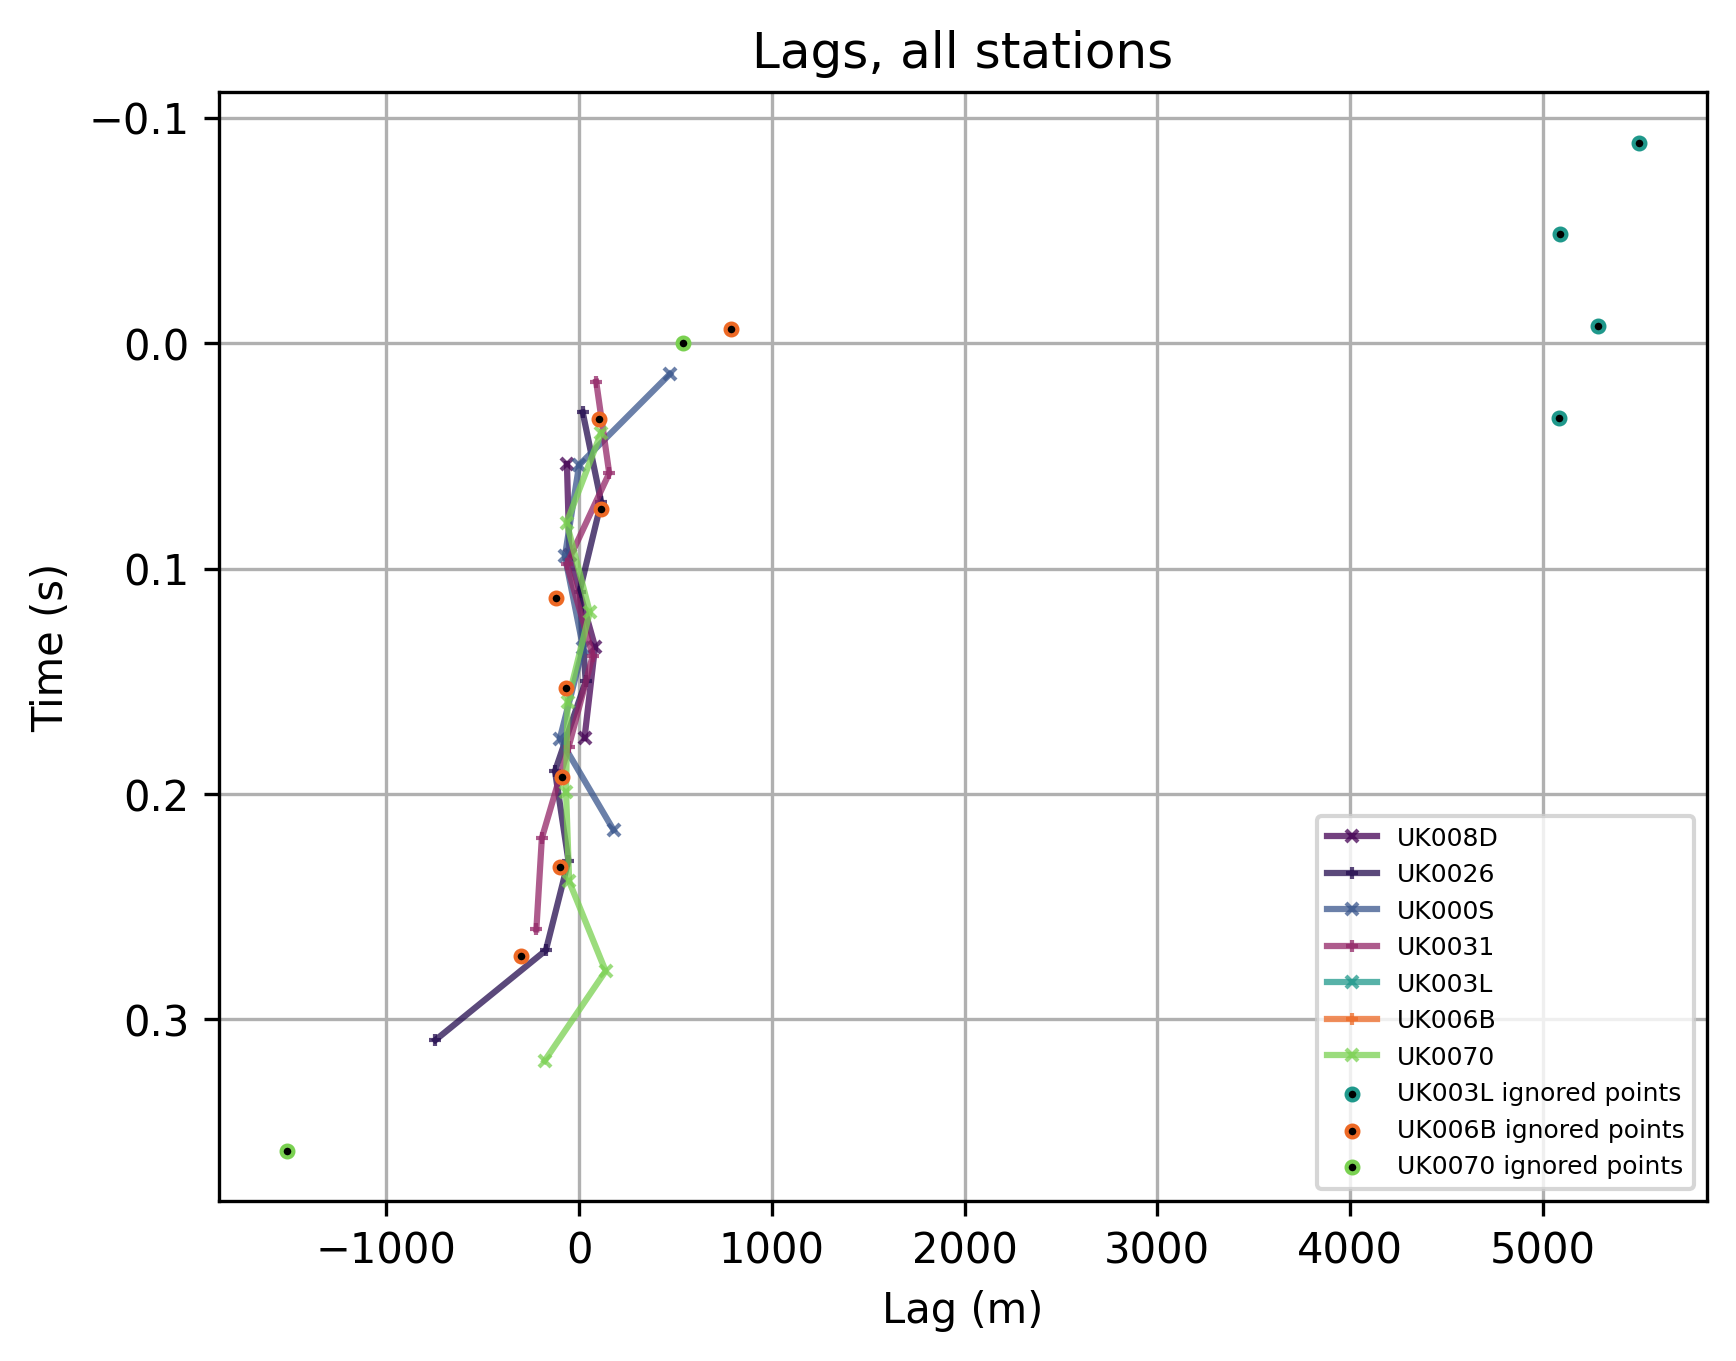 Lags, all stations
−0.1
0.0
0.1
0.2
0.3
Time (s)
−1000
0
1000
2000
3000
4000
5000
Lag (m)
UK008D
UK0026
UK000S
UK0031
UK003L
UK006B
UK0070
UK003L ignored points
UK006B ignored points
UK0070 ignored points